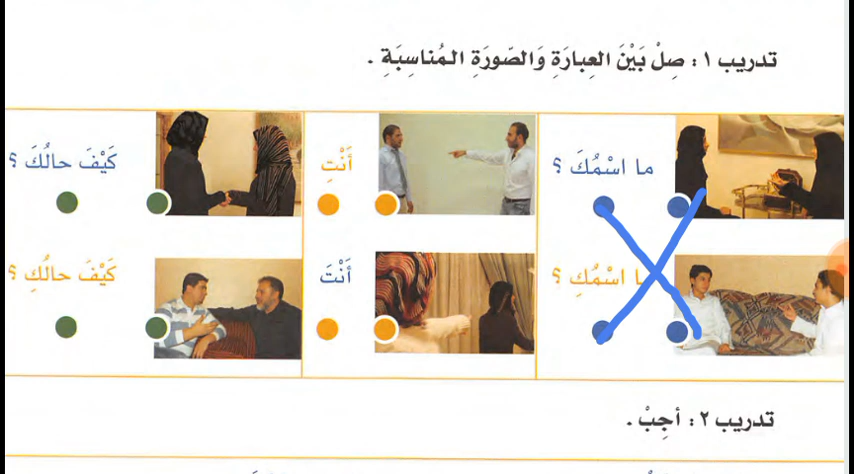 تدريب ١ : صِلْ بَيْنَ العِبارَةِ وَالصّورَةِ المُناسِبَةِ .
ما اسْمُكَ ؟
أَنْتِ
كَيْفَ حالُكَ ؟
ما اسْمُكِ ؟
أَنْتَ
كَيْفَ حالُكِ ؟
تدريب ٢ : أَجِبْ .